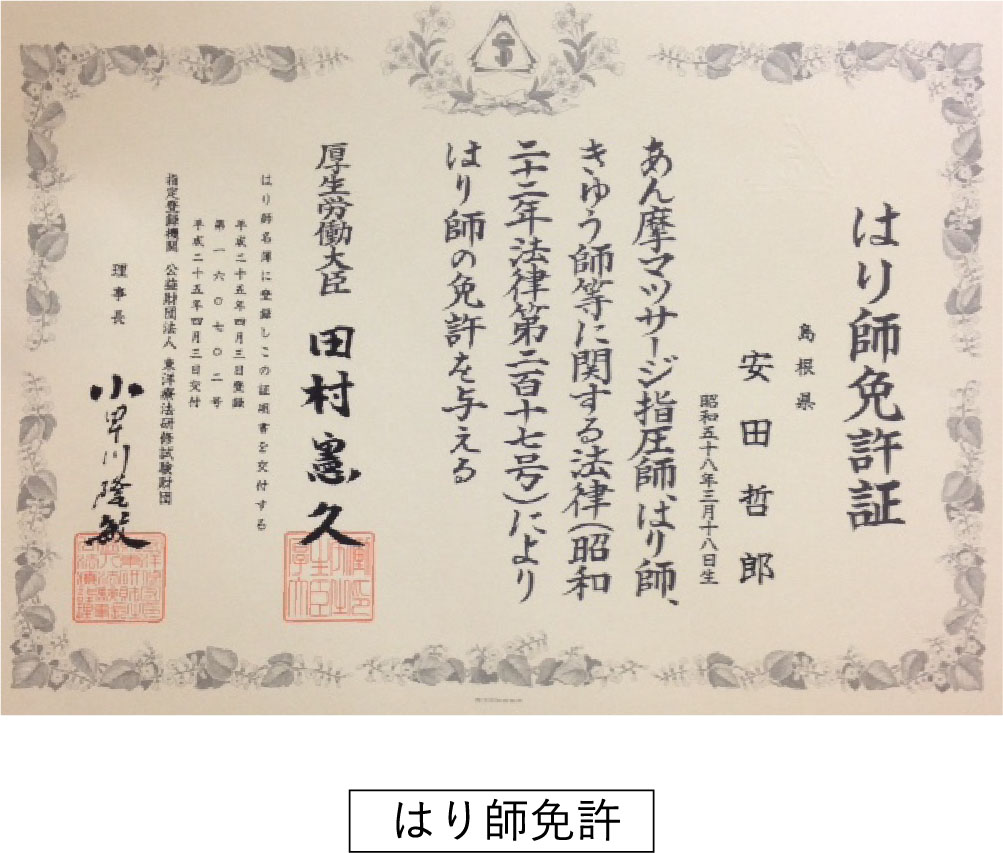 はり師免許証
島根県
安田哲郎
昭和五十八年三月十八日生
あん摩マツサージ指圧師、はり師、
きゆう師等に関する法律(昭和
二十二年法律第二百十七号)により
はり師の免許を与える
厚生労働大臣 田村憲久
はり師名簿に登録しこの証明書を交付する
平成二十五年四月三日登録
第一六〇七〇二号
平成二十五年四月三日交付
指定登録機関 公益財団法人 東洋療法研修試験財団
理事長 小早川隆敏
はり師免許